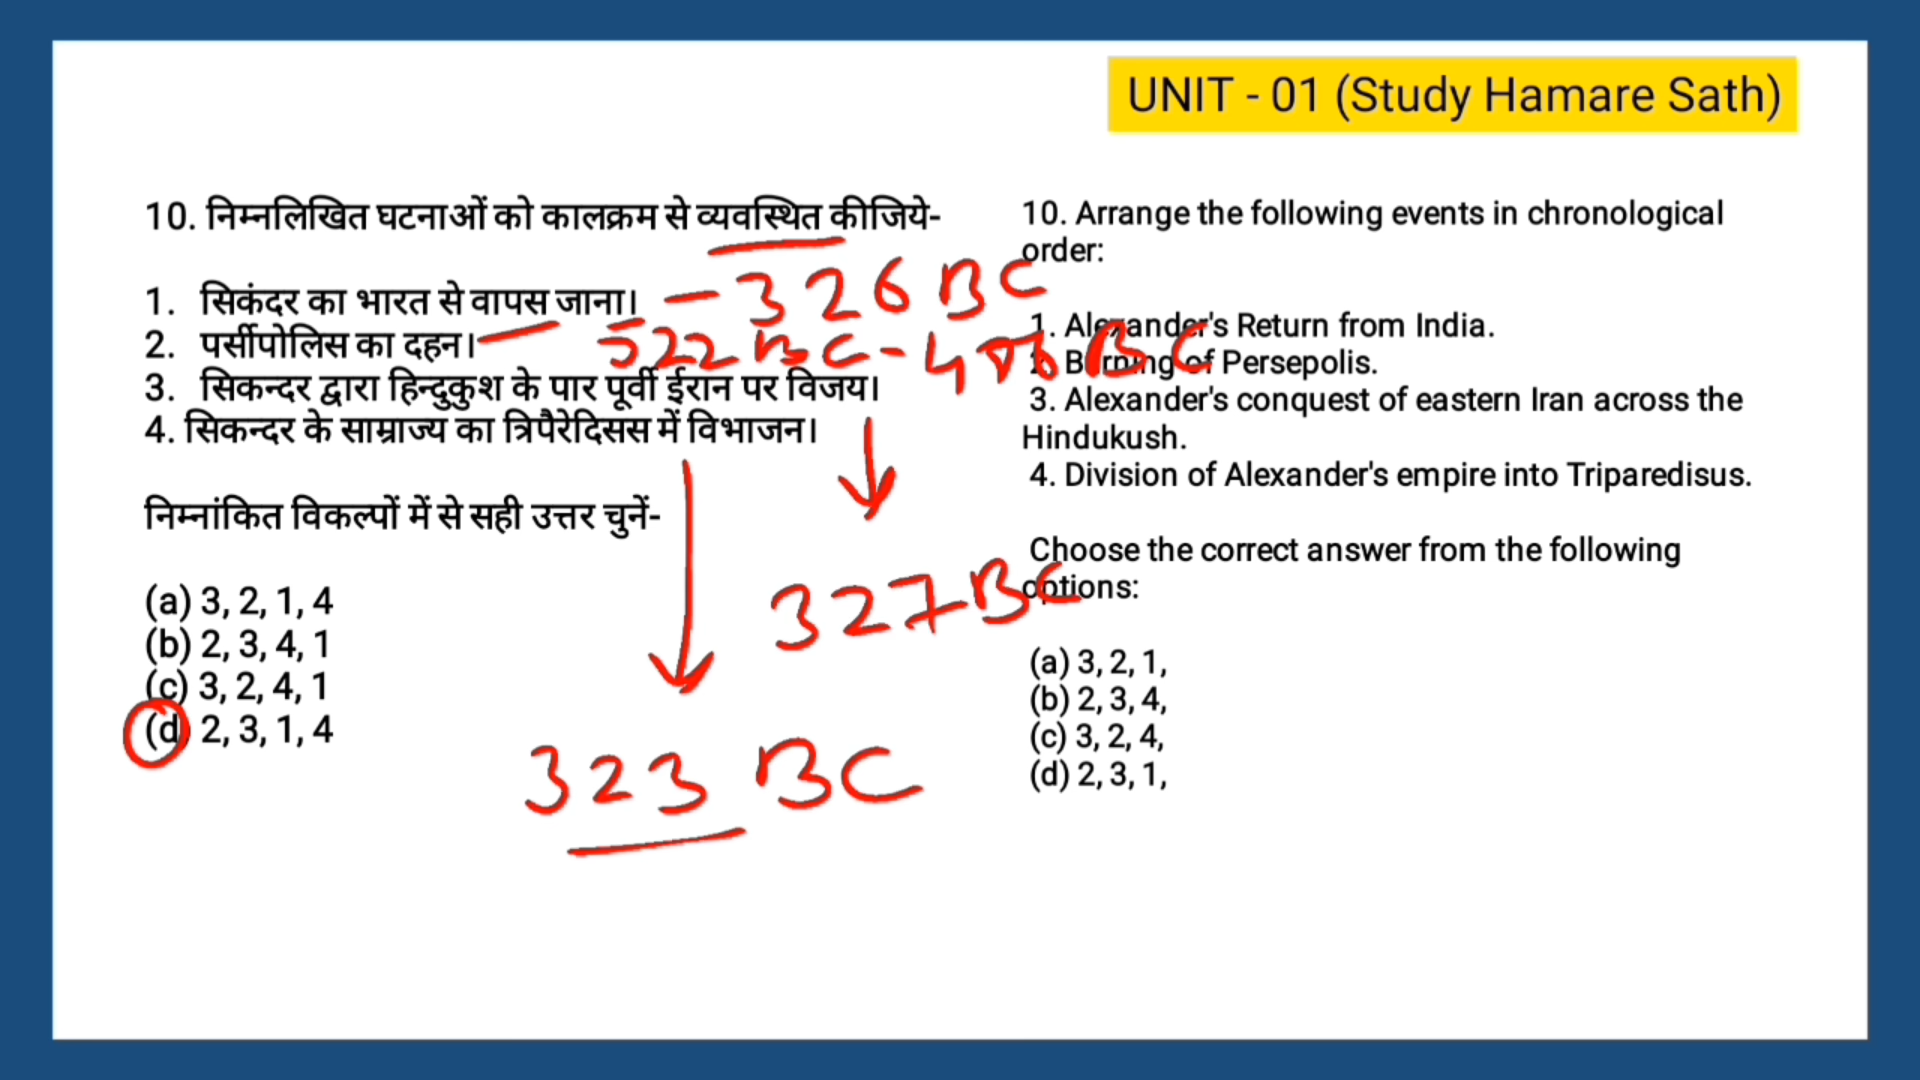 UNIT - 01 (Study Hamare Sath)
10. निम्नलिखित घटनाओं को कालक्रम से व्यवस्थित कीजिये-
1. सिकंदर का भारत से वापस जाना। - 326 BC
2. पर्सीपोलिस का दहन। - 522 BC - 486 BC
3. सिकन्दर द्वारा हिन्दुकुश के पार पूर्वी ईरान पर विजय।
4. सिकन्दर के साम्राज्य का त्रिपैरेदिसस में विभाजन।
327 BC
323 BC
निम्नांकित विकल्पों में से सही उत्तर चुनें-
(a) 3, 2, 1, 4
(b) 2, 3, 4, 1
(c) 3, 2, 4, 1
(d) 2, 3, 1, 4
10. Arrange the following events in chronological
order:
1. Alexander's Return from India.
2. Burning of Persepolis.
3. Alexander's conquest of eastern Iran across the
Hindukush.
4. Division of Alexander's empire into Triparedisus.
Choose the correct answer from the following
options:
(a) 3, 2, 1,
(b) 2, 3, 4,
(c) 3, 2, 4,
(d) 2, 3, 1,